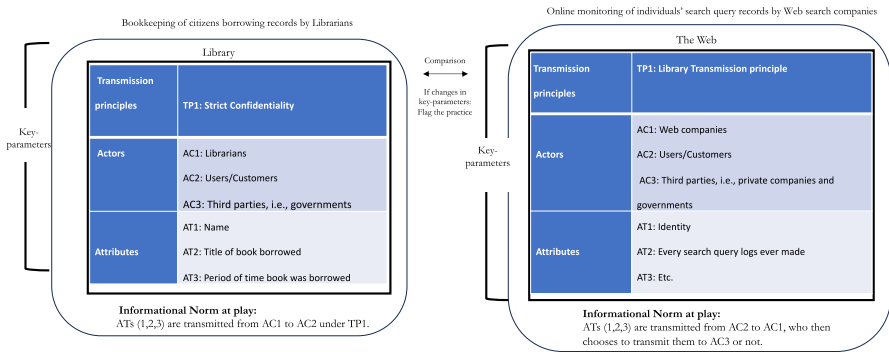 Bookkeeping of citizens borrowing records by Librarians
Library
Key-
parameters
Transmission
principles
TP1: Strict Confidentiality
Actors
AC1: Librarians
AC2: Users/Customers
AC3: Third parties, i.e., governments
Attributes
AT1: Name
AT2: Title of book borrowed
AT3: Period of time book was borrowed
Informational Norm at play:
ATs (1,2,3) are transmitted from AC1 to AC2 under TP1.
Comparison
If changes in
key-parameters:
Flag the practice
Online monitoring of individuals’ search query records by Web search companies
The Web
Key-
parameters
Transmission
principles
TP1: Library Transmission principle
Actors
AC1: Web companies
AC2: Users/Customers
AC3: Third parties, i.e., private companies and
governments
Attributes
AT1: Identity
AT2: Every search query logs ever made
AT3: Etc.
Informational Norm at play:
ATs (1,2,3) are transmitted from AC2 to AC1, who then
chooses to transmit them to AC3 or not.